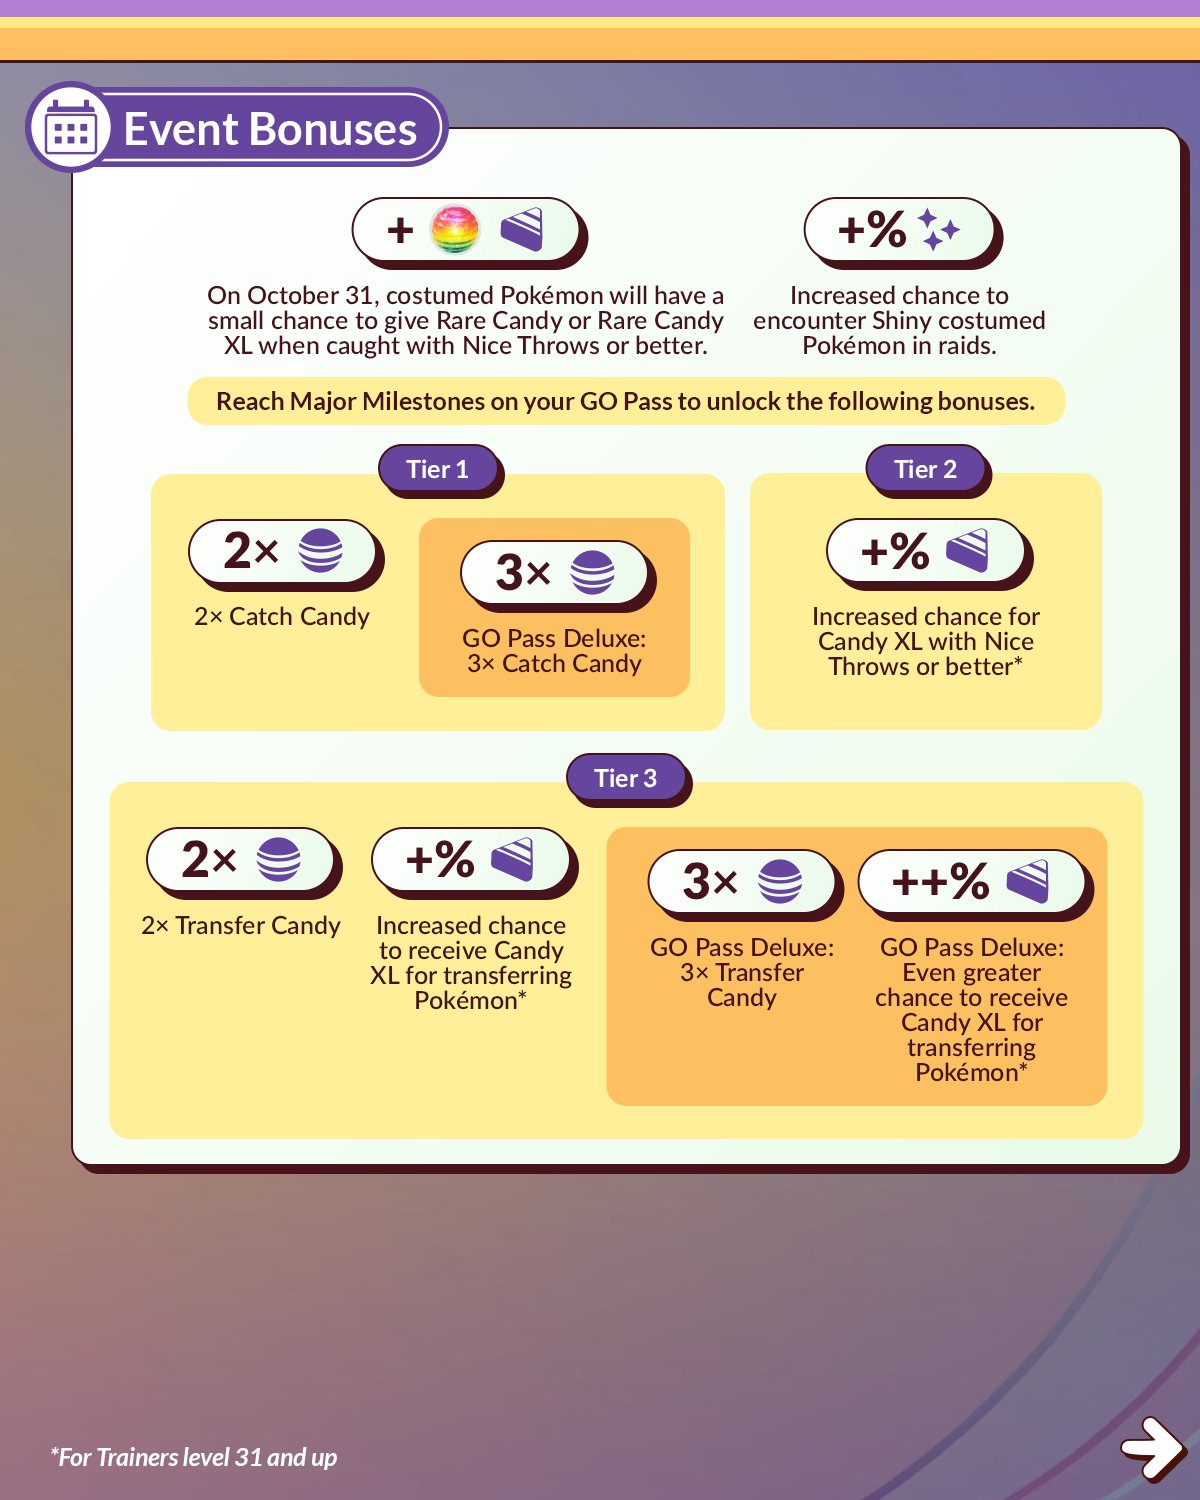 Event Bonuses
+
+%
On October 31, costumed Pokémon will have a
small chance to give Rare Candy or Rare Candy
XL when caught with Nice Throws or better.
Increased chance to
encounter Shiny costumed
Pokémon in raids.
Reach Major Milestones on your GO Pass to unlock the following bonuses.
Tier 1
2×
2× Catch Candy
3×
GO Pass Deluxe:
3× Catch Candy
Tier 2
+%
Increased chance for
Candy XL with Nice
Throws or better*
Tier 3
2×
2× Transfer Candy
+%
Increased chance
to receive Candy
XL for transferring
Pokémon*
3×
GO Pass Deluxe:
3× Transfer
Candy
++%
GO Pass Deluxe:
Even greater
chance to receive
Candy XL for
transferring
Pokémon*
*For Trainers level 31 and up